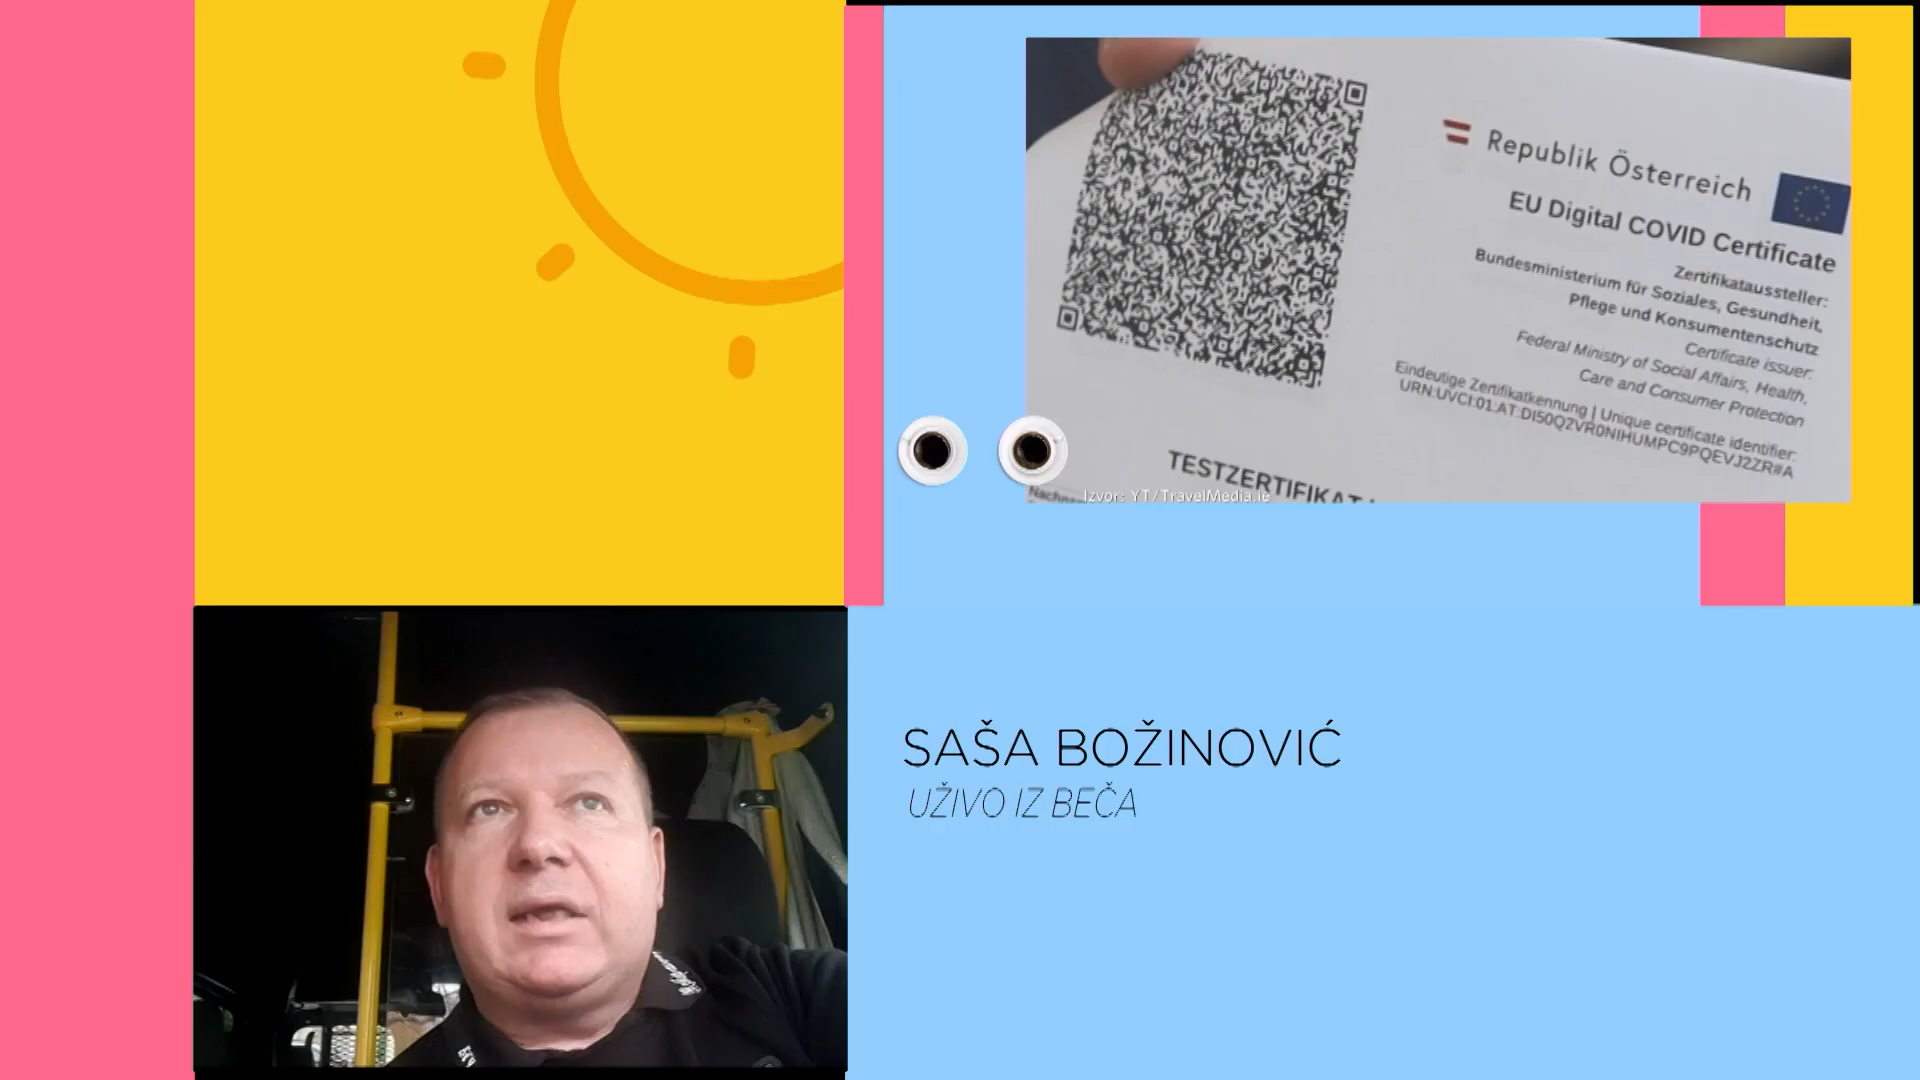 Republik Österreich
EU Digital COVID Certificate
Zertifikataussteller:
Bundesministerium für Soziales, Gesundheit,
Pflege und Konsumentenschutz
Certificate issuer:
Federal Ministry of Social Affairs, Health,
Care and Consumer Protection
Eindeutige Zertifikatkennung | Unique certificate identifier:
URN:UVCI:01:AT:DI50Q2VR0NIHUMPC9PQEVJ2ZR#A
TESTZERTIFIKAT
Izvor: YT/TravelMedia.ie
SAŠA BOŽINOVIĆ
UŽIVO IZ BEČA